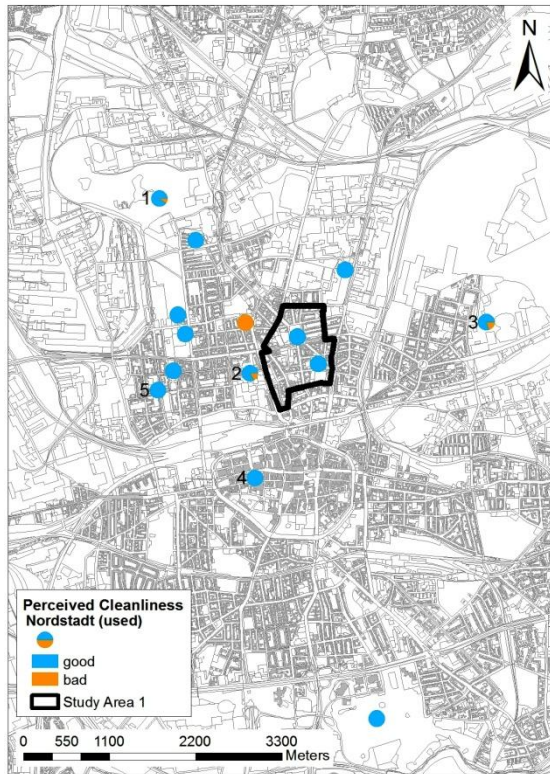 N
1
3
2
5
4
Perceived Cleanliness
Nordstadt (used)
good
bad
Study Area 1
0 550 1100 2200 3300
Meters